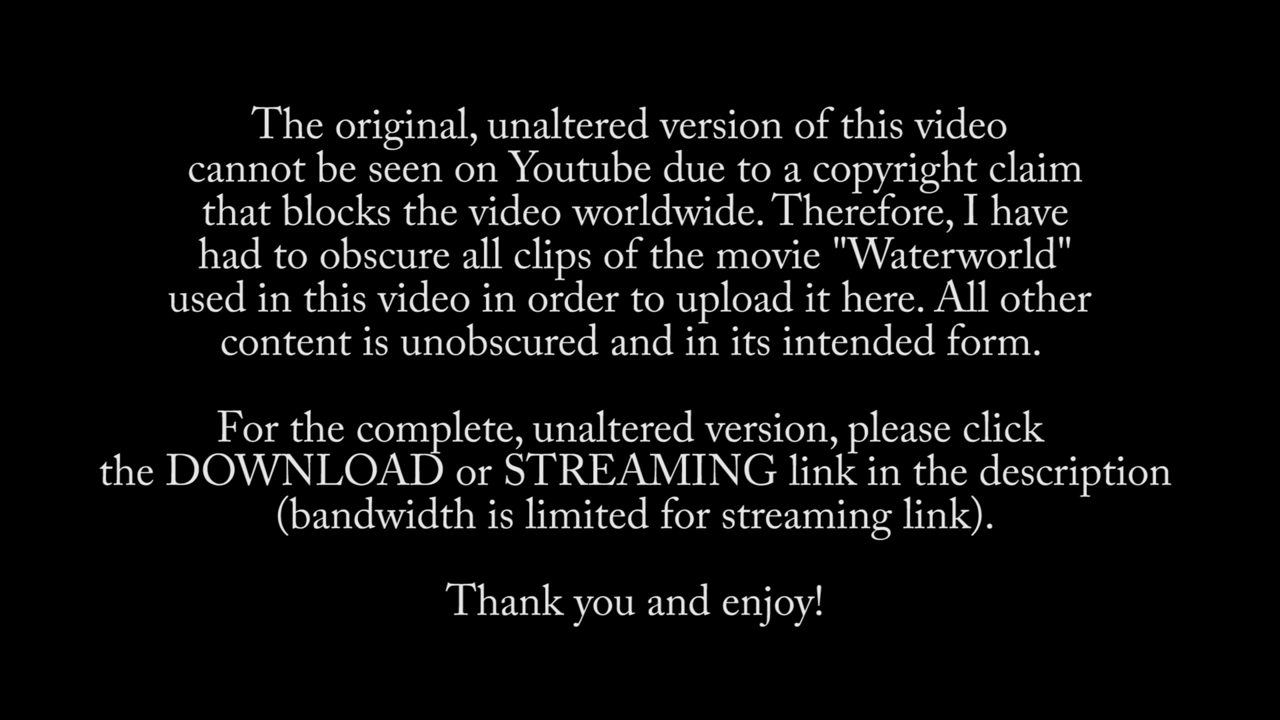 The original, unaltered version of this video
cannot be seen on Youtube due to a copyright claim
that blocks the video worldwide. Therefore, I have
had to obscure all clips of the movie "Waterworld"
used in this video in order to upload it here. All other
content is unobscured and in its intended form.
For the complete, unaltered version, please click
the DOWNLOAD or STREAMING link in the description
(bandwidth is limited for streaming link).
Thank you and enjoy!